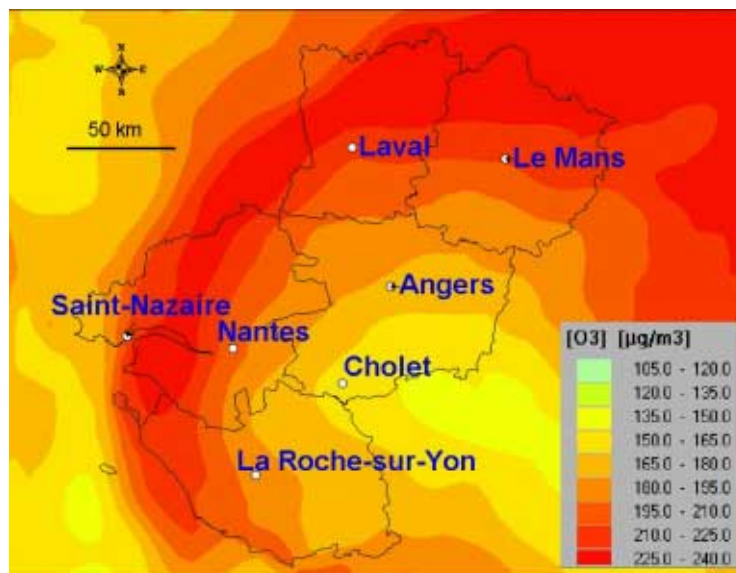 N
W E
S
50 km
Laval
Le Mans
Angers
Saint-Nazaire
Nantes
Cholet
La Roche-sur-Yon
[O3] [µg/m3]
105.0 - 120.0
120.0 - 135.0
135.0 - 150.0
150.0 - 165.0
165.0 - 180.0
180.0 - 195.0
195.0 - 210.0
210.0 - 225.0
225.0 - 240.0